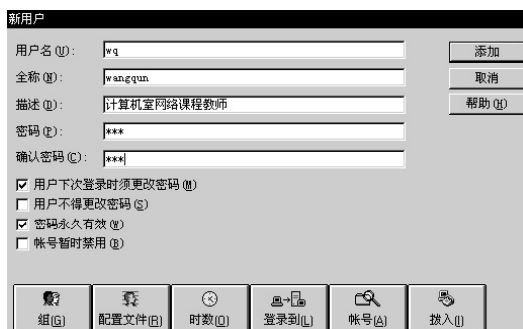 新用户
用户名(U): wq 添加
全称(N): wangqun 取消
描述(D): 计算机室网络课程教师 帮助(H)
密码(P): ***
确认密码(C): ***
用户下次登录时须更改密码(M)
用户不得更改密码(S)
密码永久有效(W)
帐号暂时禁用(B)
组(G) 配置文件(R) 时数(O) 登录到(L) 帐号(A) 拨入(I)